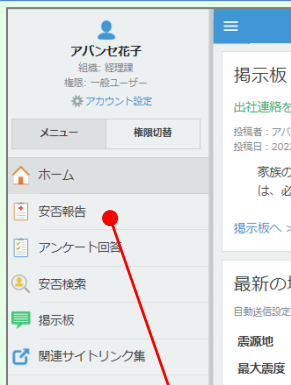 アバンセ花子
組織: 経理課
権限: 一般ユーザー
アカウント設定
メニュー
権限切替
ホーム
安否報告
アンケート回答
安否検索
掲示板
関連サイトリンク集
掲示板
出社連絡を
投稿者：アバ
投稿日：202
家族の
は、必
掲示板へ >
最新の
自動送信設定
震源地
最大震度